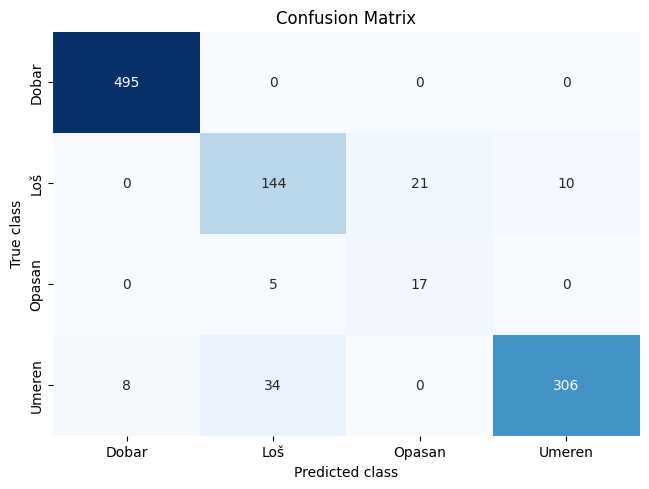 Confusion Matrix
Dobar 495 0 0 0
Loš 0 144 21 10
Opasan 0 5 17 0
Umeren 8 34 0 306
Dobar Loš Opasan Umeren
True class
Predicted class